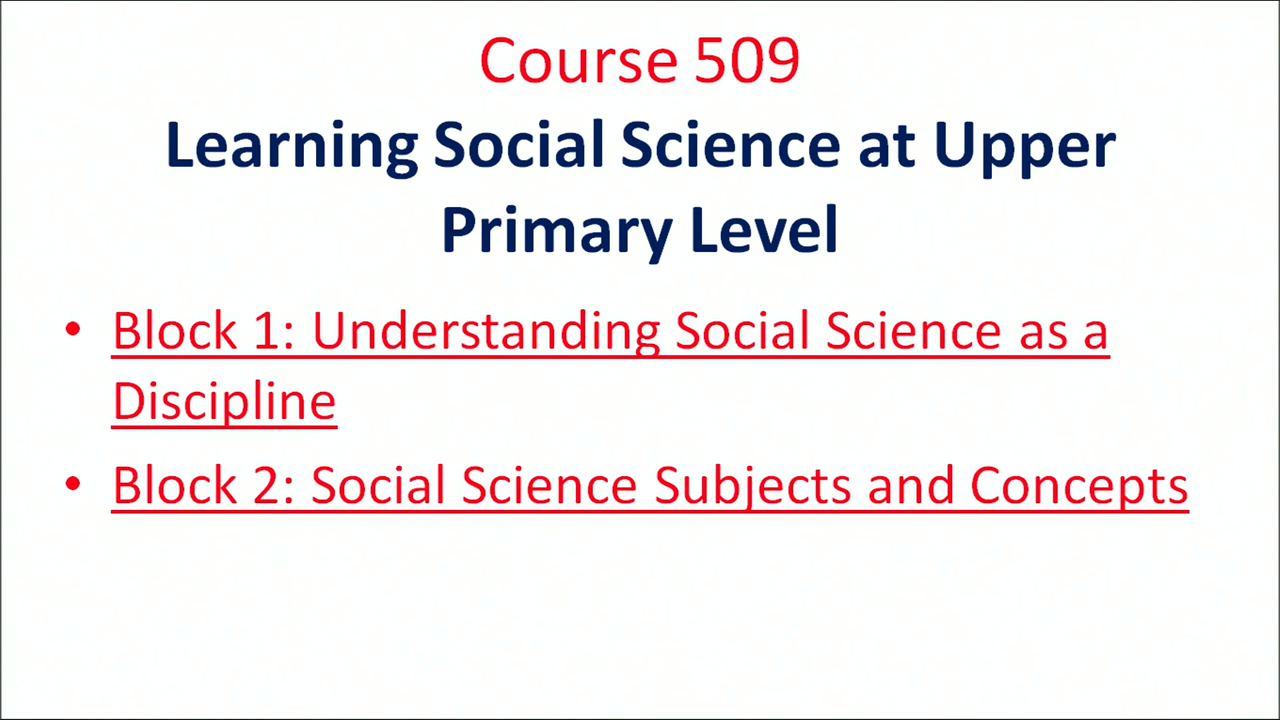 Course 509
Learning Social Science at Upper
Primary Level
• Block 1: Understanding Social Science as a
Discipline
• Block 2: Social Science Subjects and Concepts